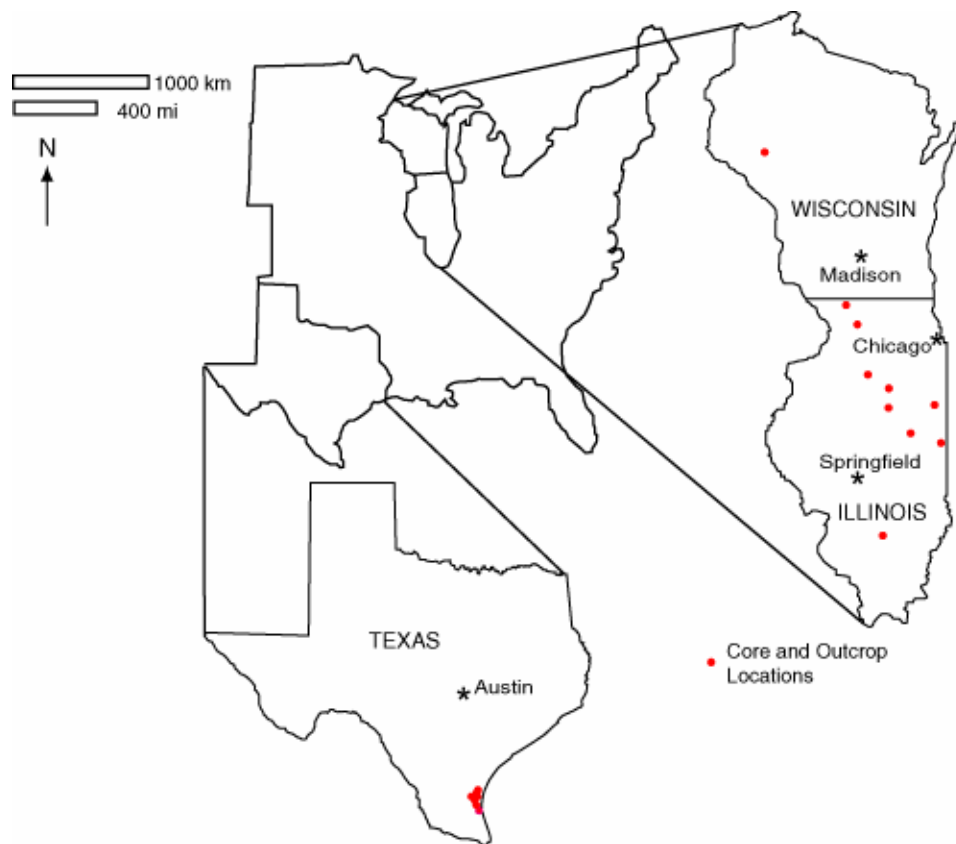 1000 km
400 mi
N
WISCONSIN
Madison
Chicago
Springfield
ILLINOIS
TEXAS
Austin
Core and Outcrop
Locations